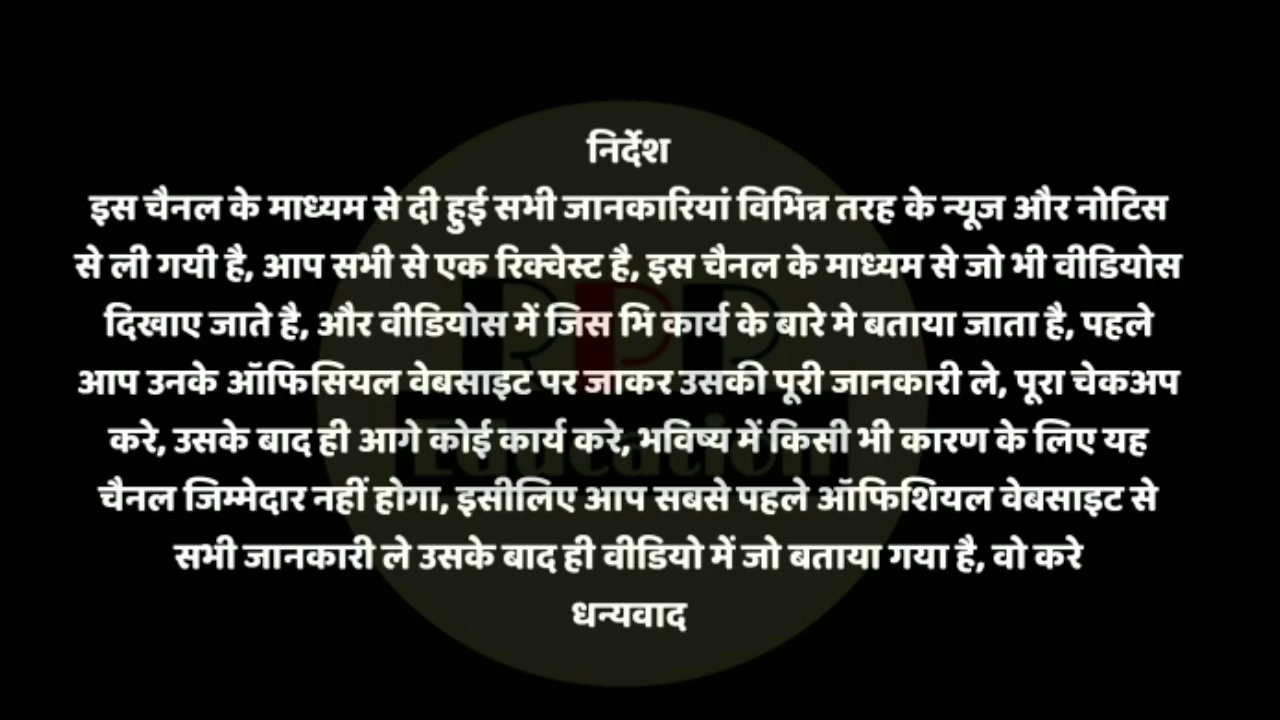 निर्देश
इस चैनल के माध्यम से दी हुई सभी जानकारियां विभिन्न तरह के न्यूज और नोटिस
से ली गयी है, आप सभी से एक रिक्वेस्ट है, इस चैनल के माध्यम से जो भी वीडियोस
दिखाए जाते है, और वीडियोस में जिस भि कार्य के बारे मे बताया जाता है, पहले
आप उनके ऑफिसियल वेबसाइट पर जाकर उसकी पूरी जानकारी ले, पूरा चेकअप
करे, उसके बाद ही आगे कोई कार्य करे, भविष्य में किसी भी कारण के लिए यह
चैनल जिम्मेदार नहीं होगा, इसीलिए आप सबसे पहले ऑफिशियल वेबसाइट से
सभी जानकारी ले उसके बाद ही वीडियो में जो बताया गया है, वो करे
धन्यवाद
RPP
Education